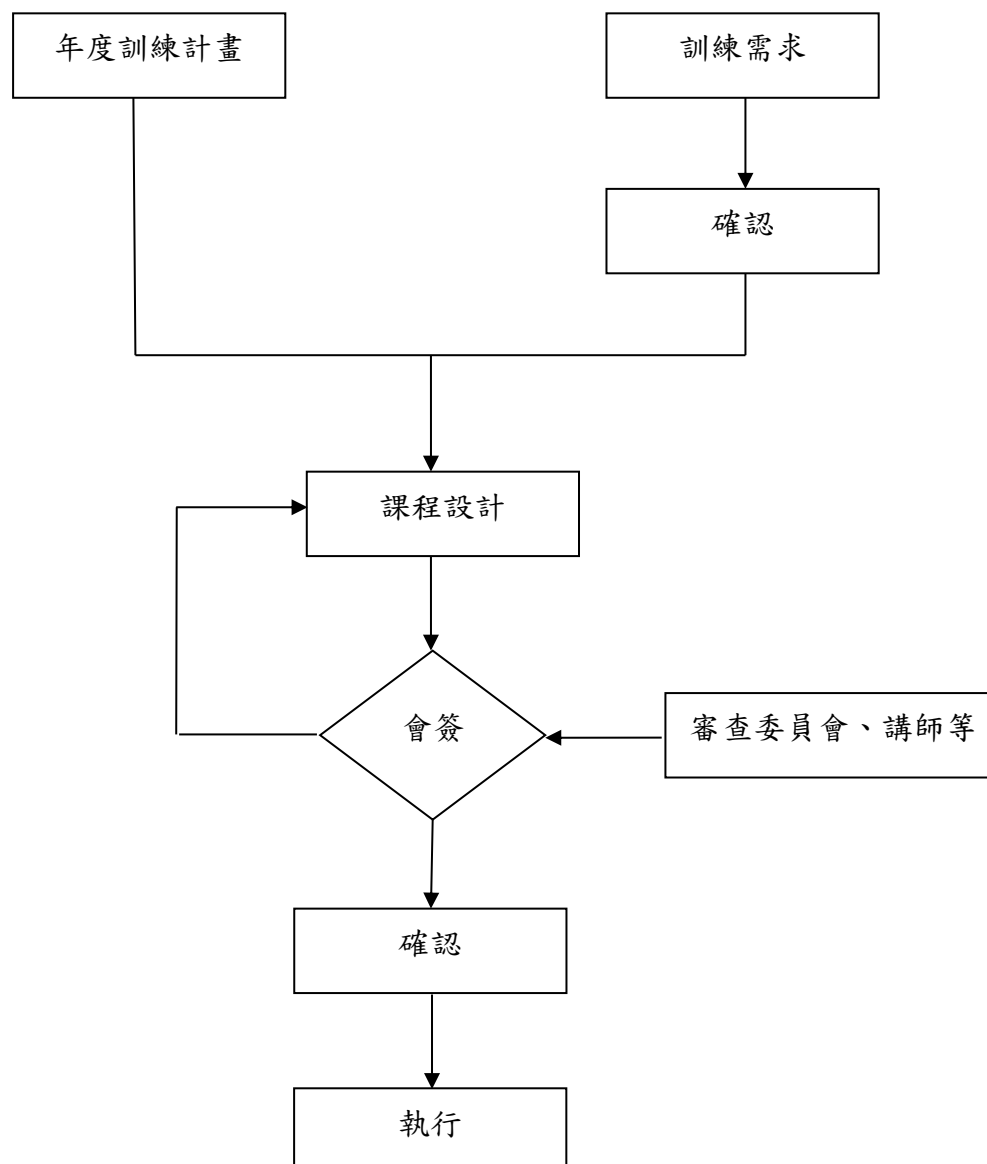 年度訓練計畫
訓練需求
確認
課程設計
會簽
審查委員會、講師等
確認
執行